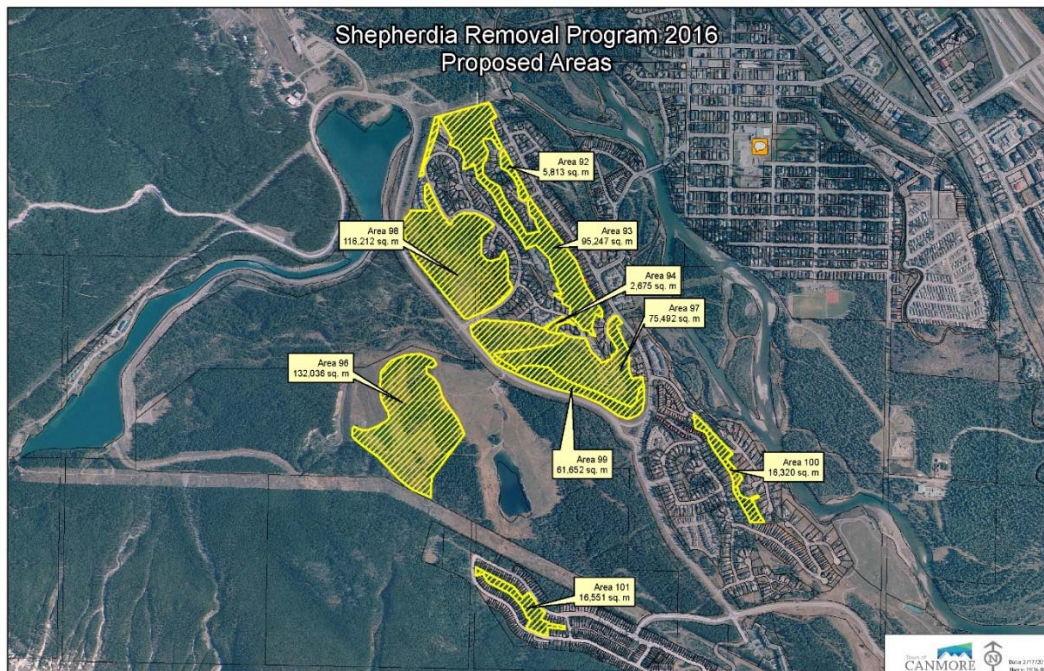 Shepherdia Removal Program 2016
Proposed Areas
Area 92
5,813 sq. m
Area 98
116,212 sq. m
Area 93
95,247 sq. m
Area 94
2,675 sq. m
Area 97
75,492 sq. m
Area 96
132,036 sq. m
Area 99
61,652 sq. m
Area 100
16,320 sq. m
Area 101
16,551 sq. m
Town of
CANMORE
N